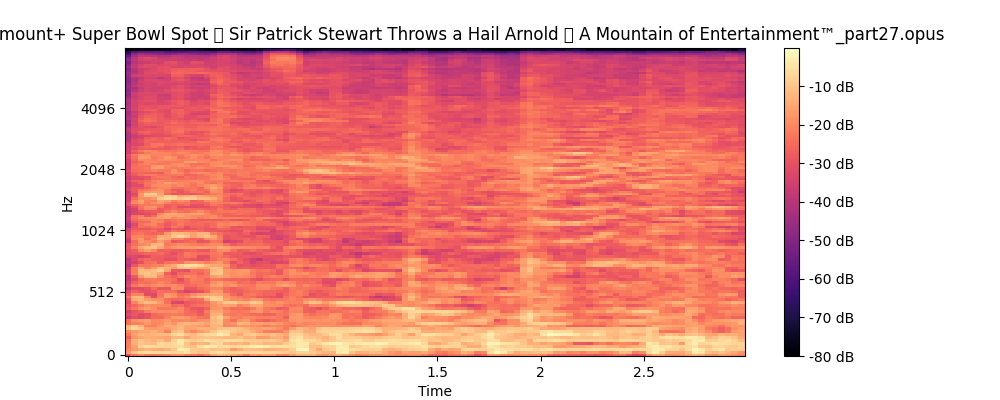 mount+ Super Bowl Spot ▯ Sir Patrick Stewart Throws a Hail Arnold ▯ A Mountain of Entertainment™_part27.opus
4096
2048
1024
512
0
Hz
0 0.5 1 1.5 2 2.5
Time
-10 dB
-20 dB
-30 dB
-40 dB
-50 dB
-60 dB
-70 dB
-80 dB